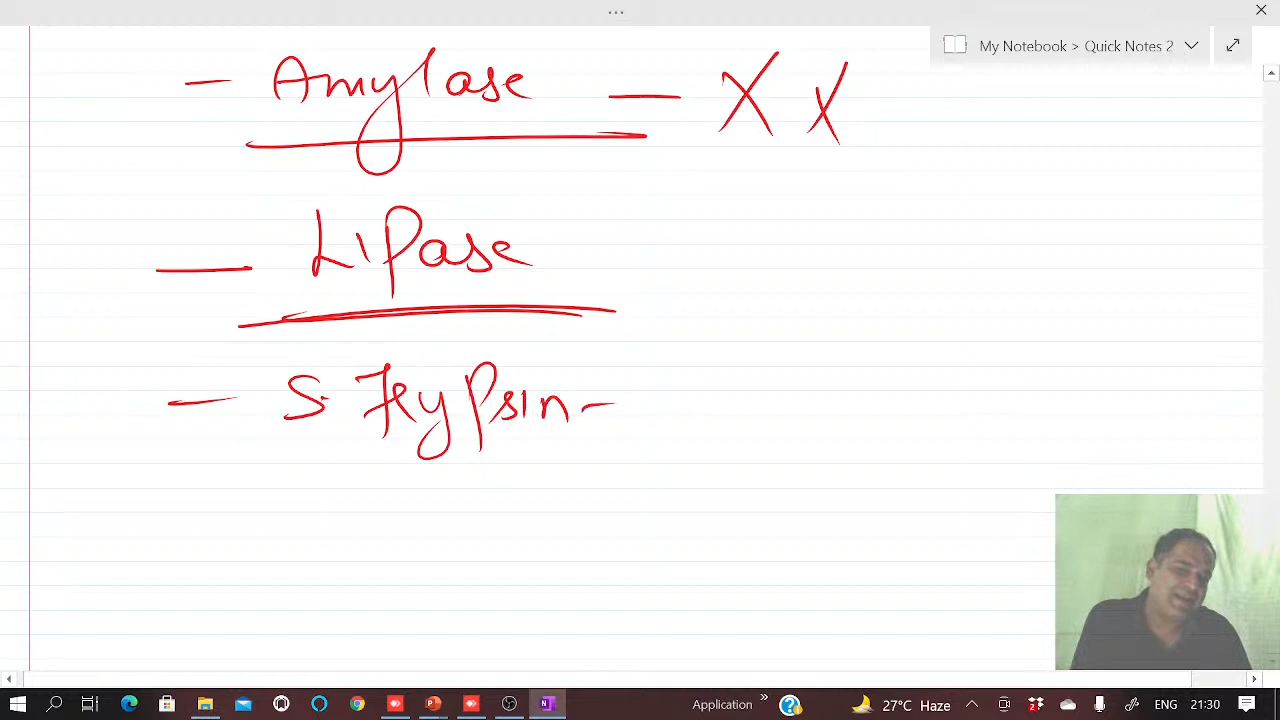 ...
My Notebook > Quick Notes 2
- Amylase - X X
- Lipase
- S. Trypsin -
Application
»
27°C Haze
ENG
21:30